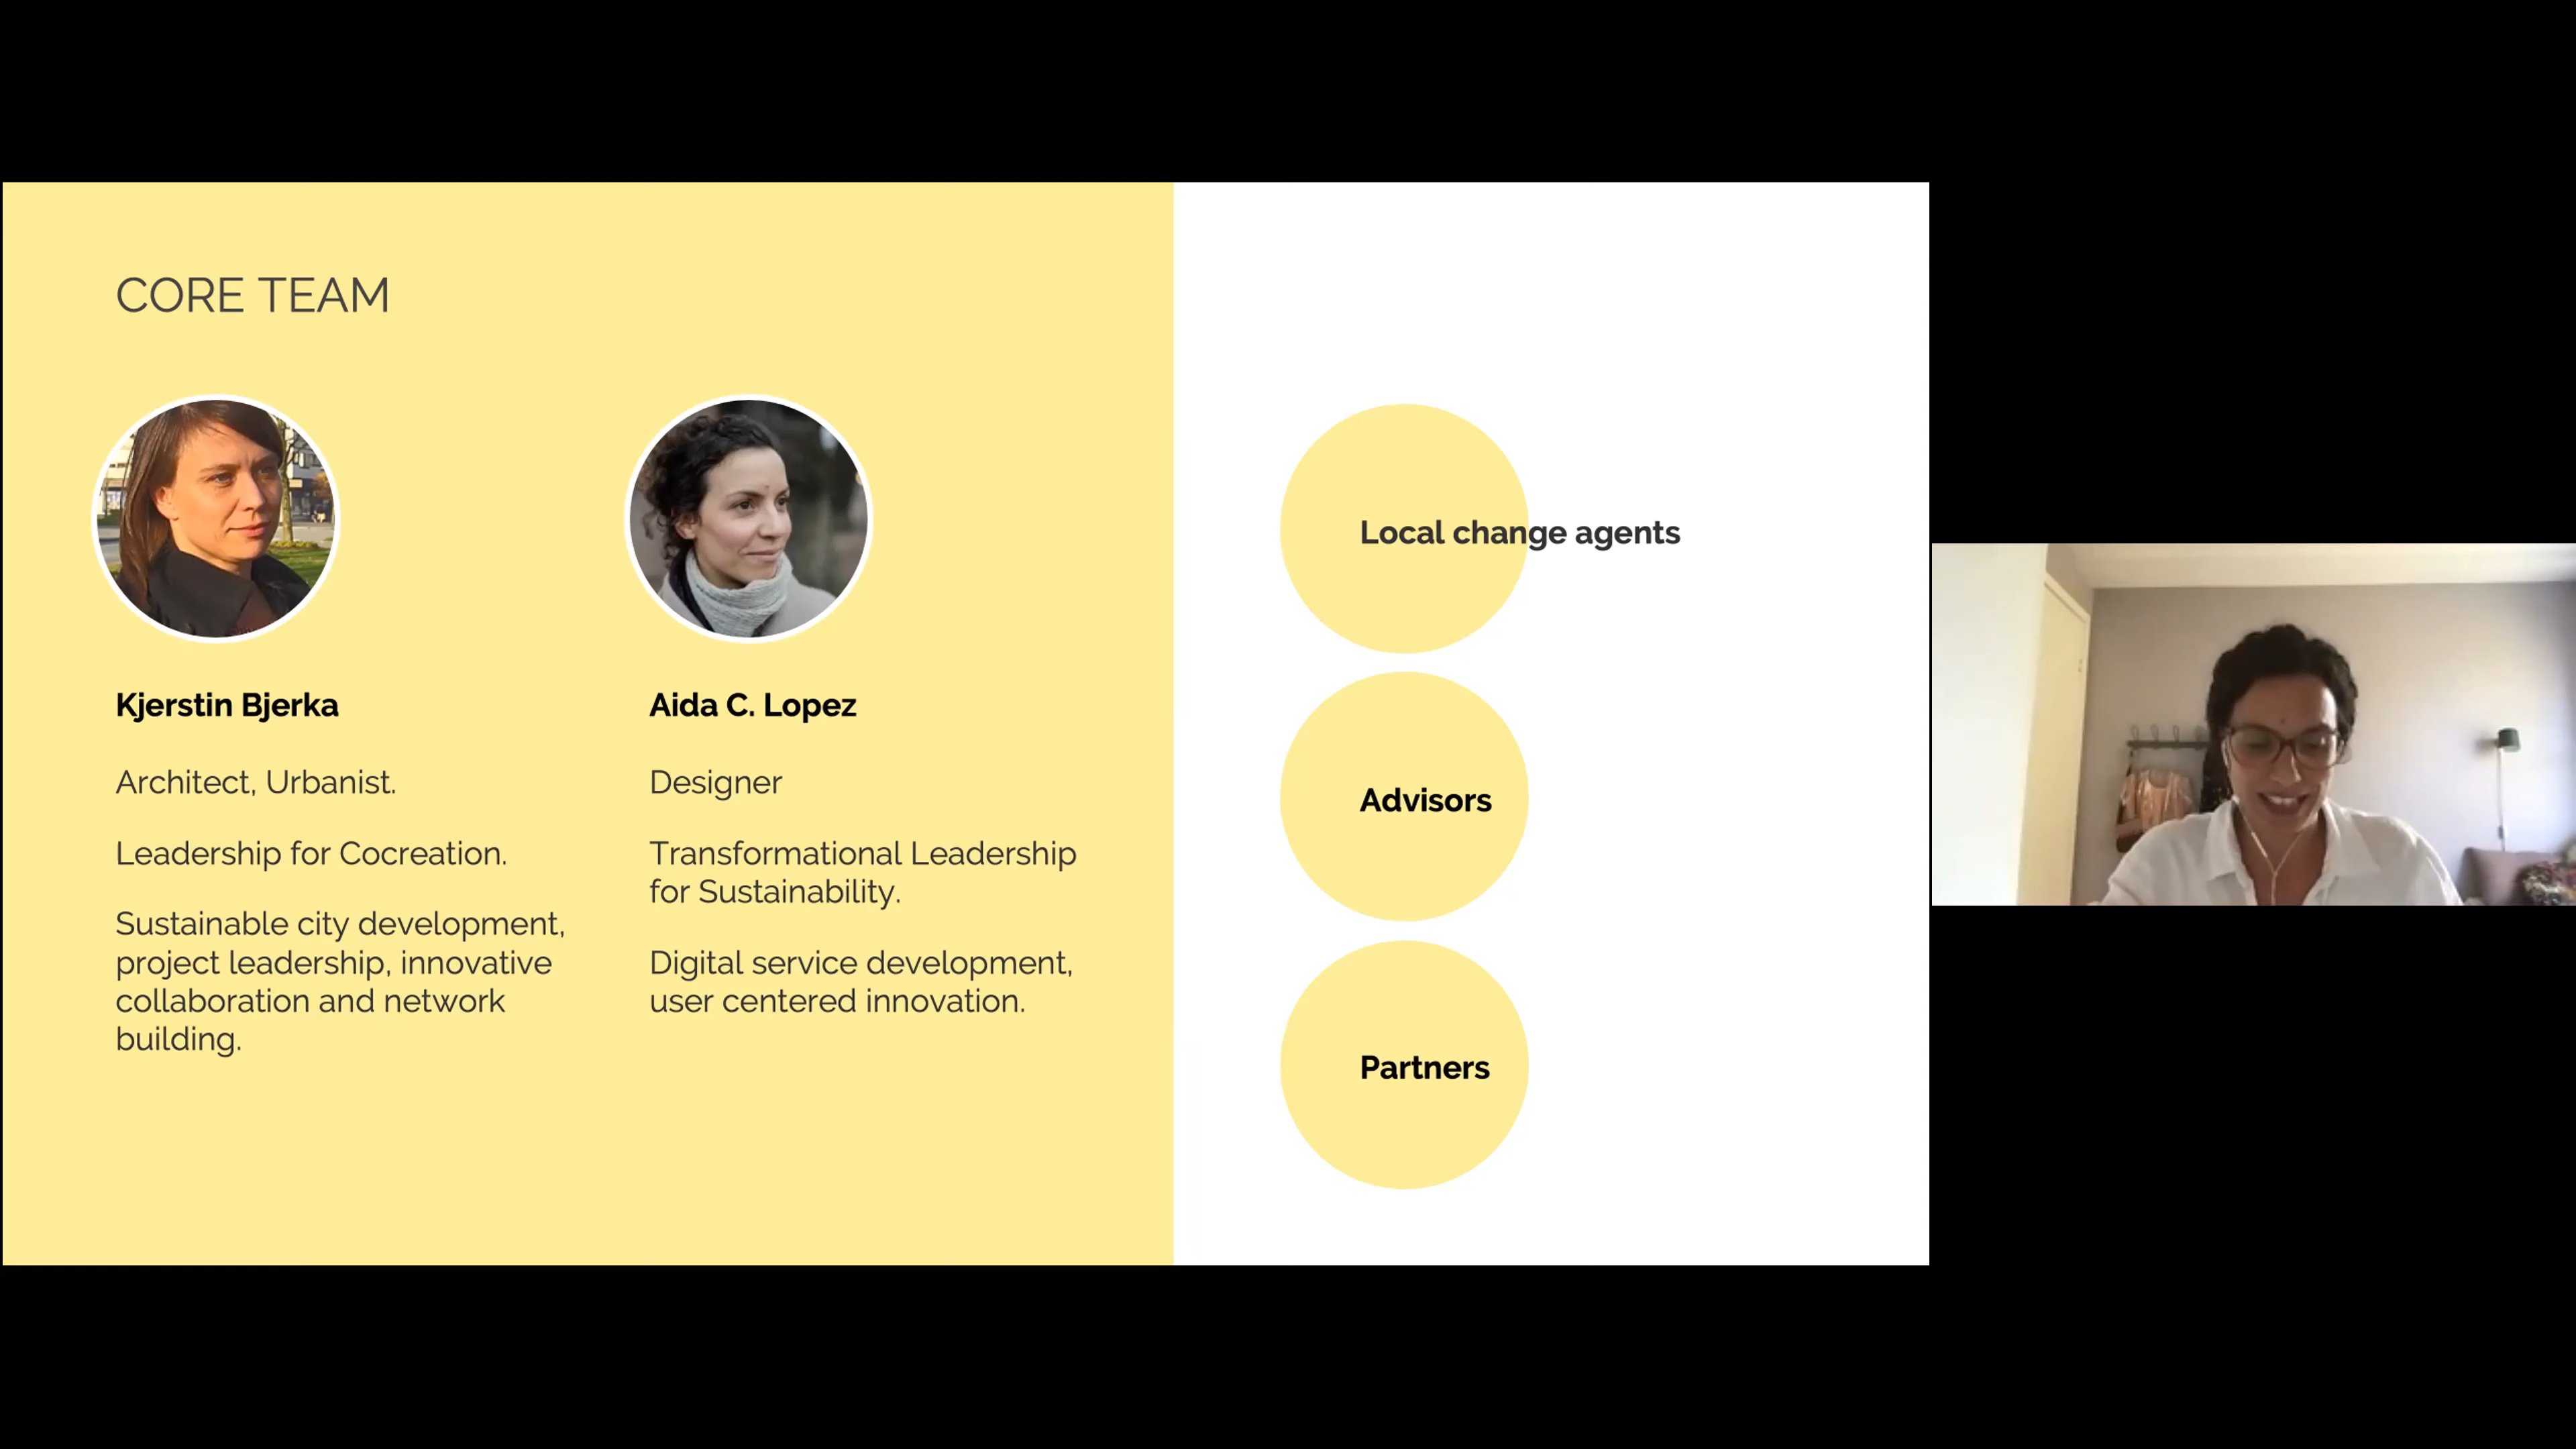 CORE TEAM
Kjerstin Bjerka
Architect, Urbanist.
Leadership for Cocreation.
Sustainable city development,
project leadership, innovative
collaboration and network
building.
Aida C. Lopez
Designer
Transformational Leadership
for Sustainability.
Digital service development,
user centered innovation.
Local change agents
Advisors
Partners